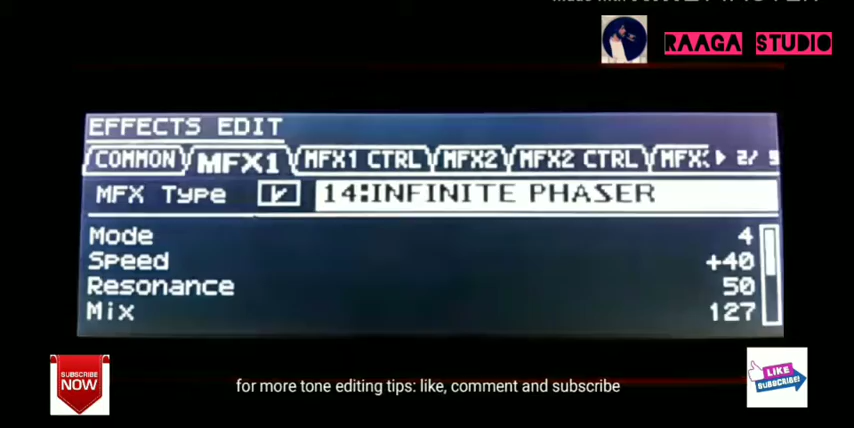 RAAGA STUDIO
EFFECTS EDIT
COMMON MFX1 MFX1 CTRL MFX2 MFX2 CTRL 2/
MFX Type 14:INFINITE PHASER
Mode 4
Speed +40
Resonance 50
Mix 127
SUBSCRIBE
NOW
LIKE
SUBSCRIBE!
for more tone editing tips: like, comment and subscribe